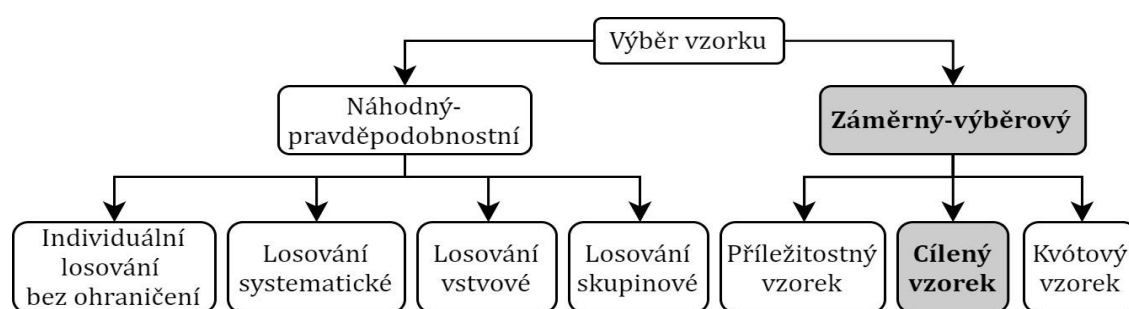 Výběr vzorku
Náhodný-
pravděpodobnostní
Záměrný-výběrový
Individuální
losování
bez ohraničení
Losování
systematické
Losování
vstvové
Losování
skupinové
Příležitostný
vzorek
Cílený
vzorek
Kvótový
vzorek